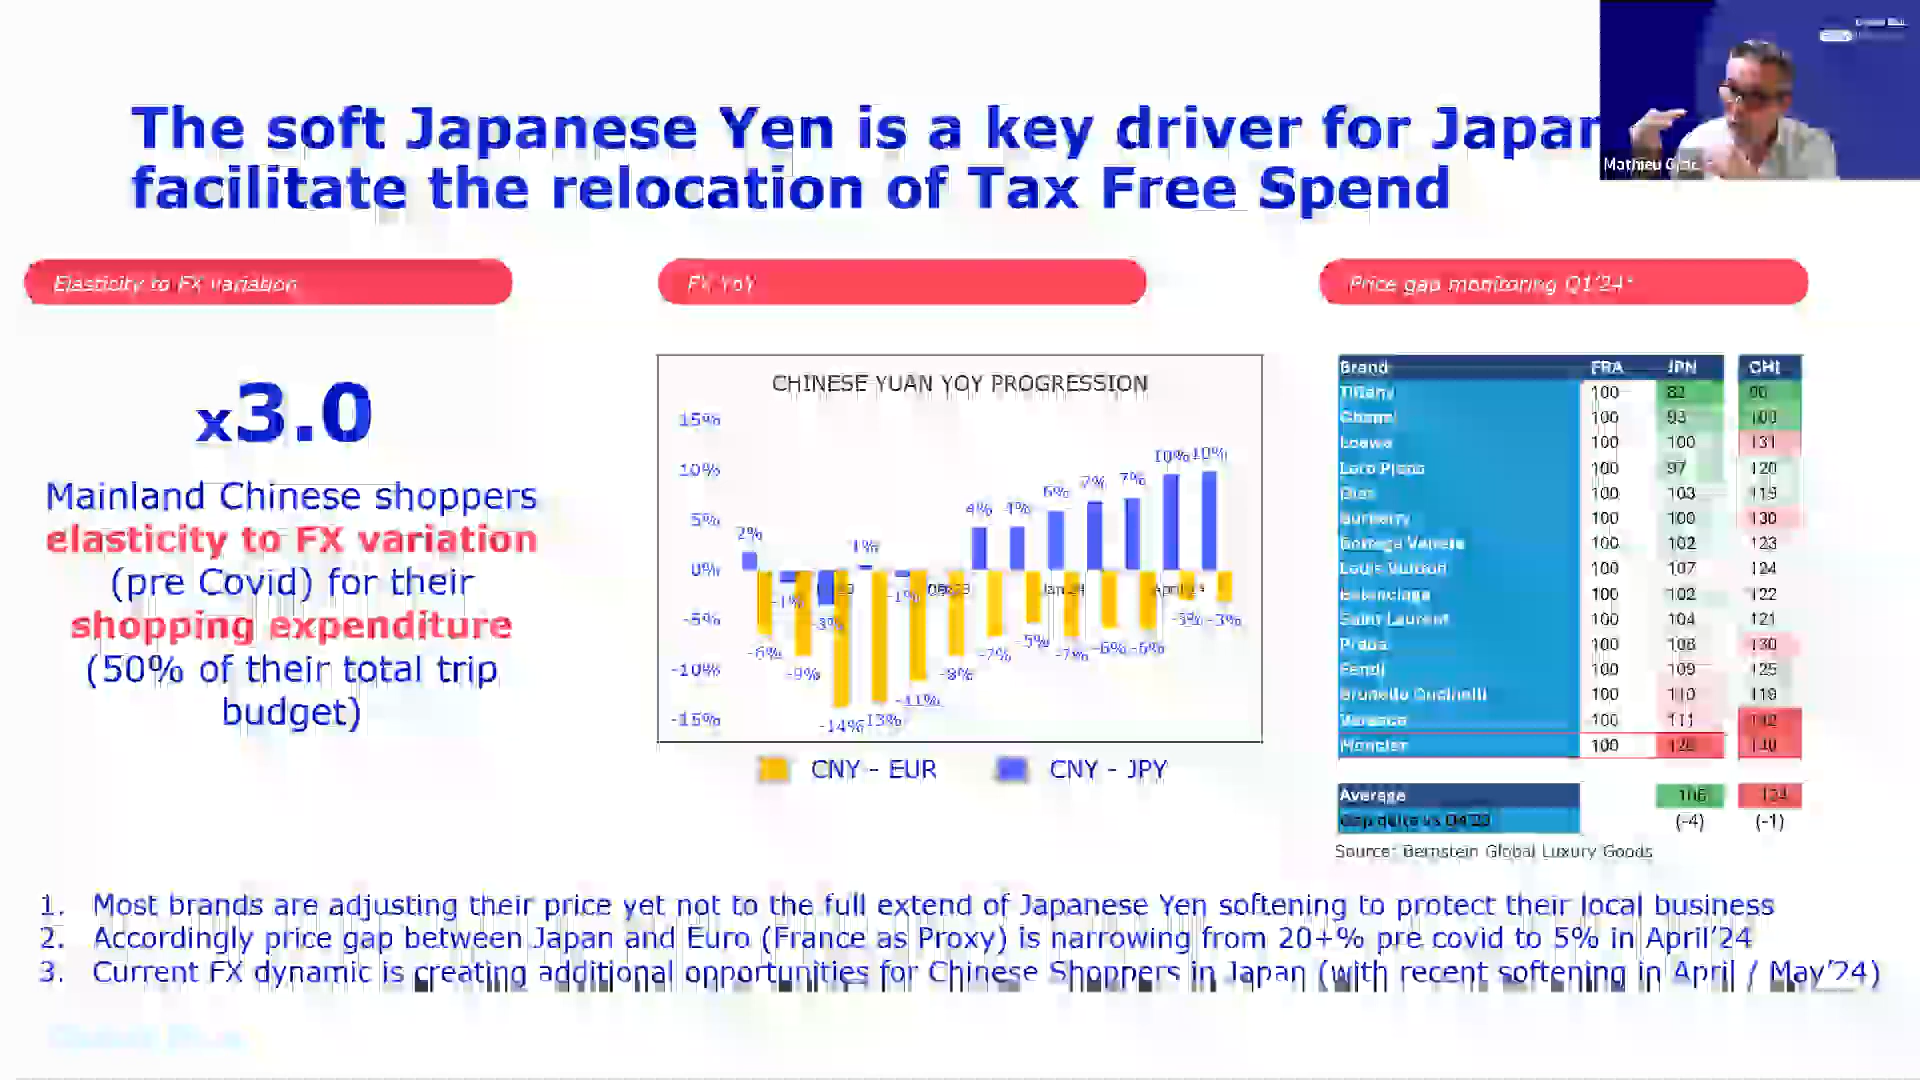 The soft Japanese Yen is a key driver for Japan
facilitate the relocation of Tax Free Spend
Mathieu
Elasticity to FX variation
FX YoY
Price gap monitoring Q1'24*
x3.0
Mainland Chinese shoppers
elasticity to FX variation
(pre Covid) for their
shopping expenditure
(50% of their total trip
budget)
CHINESE YUAN YOY PROGRESSION
15%
10%
5%
0%
-5%
-10%
-15%
2% -1% -3% 1% -1% 4% 4% 6% 7% 7% 10% 10%
-6% -9% -14% -13% -11% -7% -5% -7% -6% -6% -3% -3%
Jan
April
CNY - EUR CNY - JPY
Brand FRA JPN CHI
Tiffany 100 82
Chanel 100 93 100
Loewe 100 100 131
Loro Piana 100 97 120
Dior 100 103 119
Burberry 100 100 130
Bottega Veneta 100 102 123
Louis Vuitton 100 107 124
Balenciaga 100 102 122
Saint Laurent 100 104 121
Prada 100 108 130
Fendi 100 109 125
Brunello Cucinelli 100 110 119
Versace 100 111
Moncler 100
Average 106 124
Gap delta vs Q4'23 (-4) (-1)
Source: Bernstein Global Luxury Goods
1. Most brands are adjusting their price yet not to the full extend of Japanese Yen softening to protect their local business
2. Accordingly price gap between Japan and Euro (France as Proxy) is narrowing from 20+% pre covid to 5% in April'24
3. Current FX dynamic is creating additional opportunities for Chinese Shoppers in Japan (with recent softening in April / May'24)